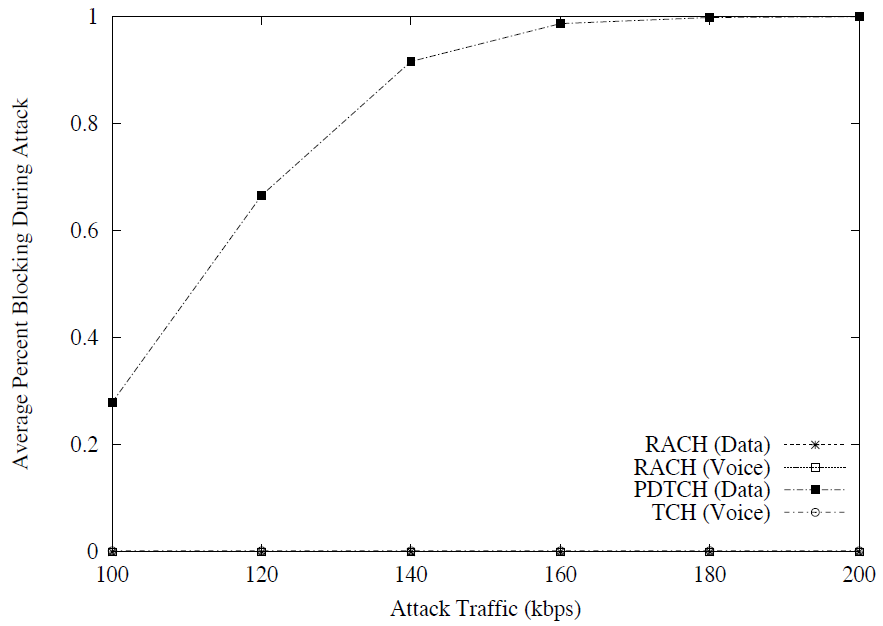 1
0.8
0.6
0.4
0.2
0
Average Percent Blocking During Attack
RACH (Data)
RACH (Voice)
PDTCH (Data)
TCH (Voice)
100 120 140 160 180 200
Attack Traffic (kbps)